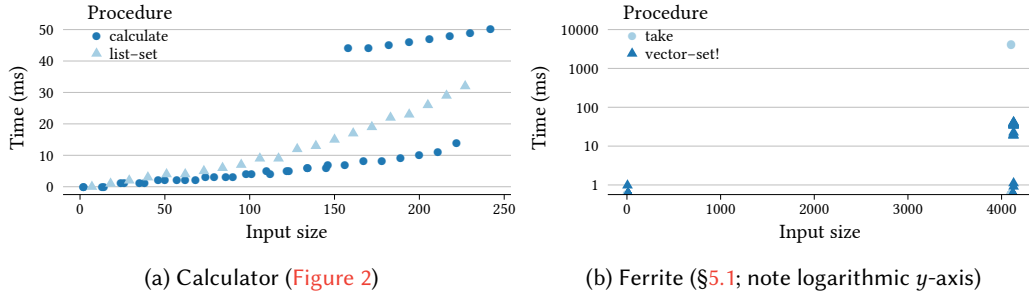 Procedure
calculate
list–set
50
40
30
20
10
0
Time (ms)
0
50
100
150
200
250
Input size
(a) Calculator (Figure 2)
Procedure
take
vector–set!
10000
1000
100
10
1
Time (ms)
0
1000
2000
3000
4000
Input size
(b) Ferrite (§5.1; note logarithmic y-axis)